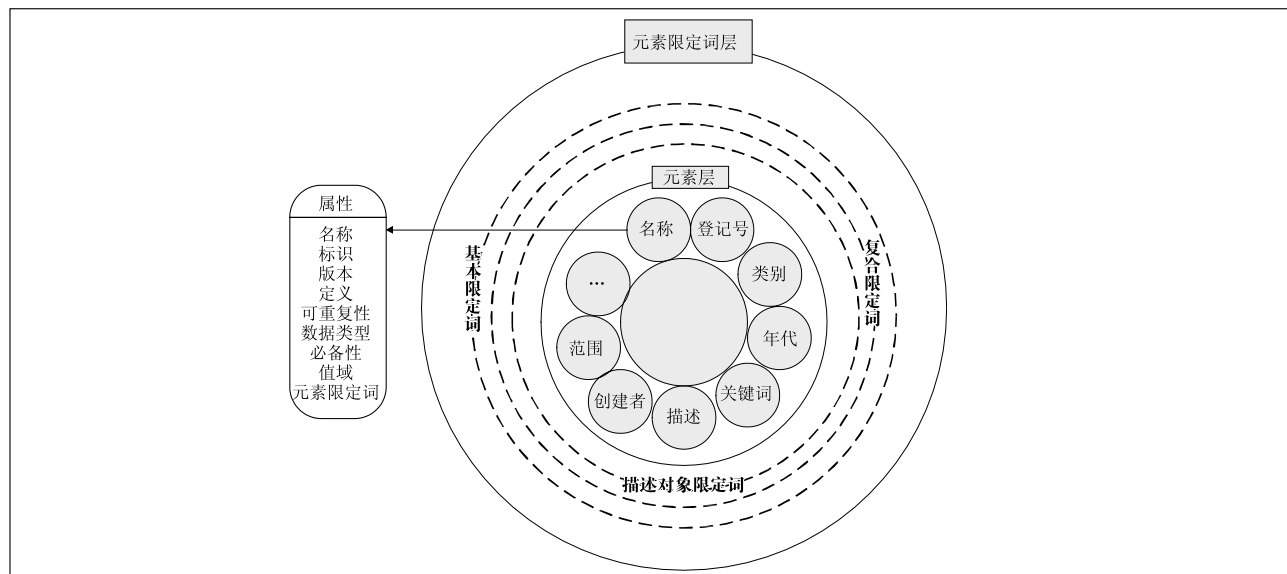 元素限定词层
元素层
属性
名称
标识
版本
定义
可重复性
数据类型
必备性
值域
元素限定词
名称
登记号
类别
年代
关键词
描述
创建者
范围
...
基本限定词
复合限定词
描述对象限定词